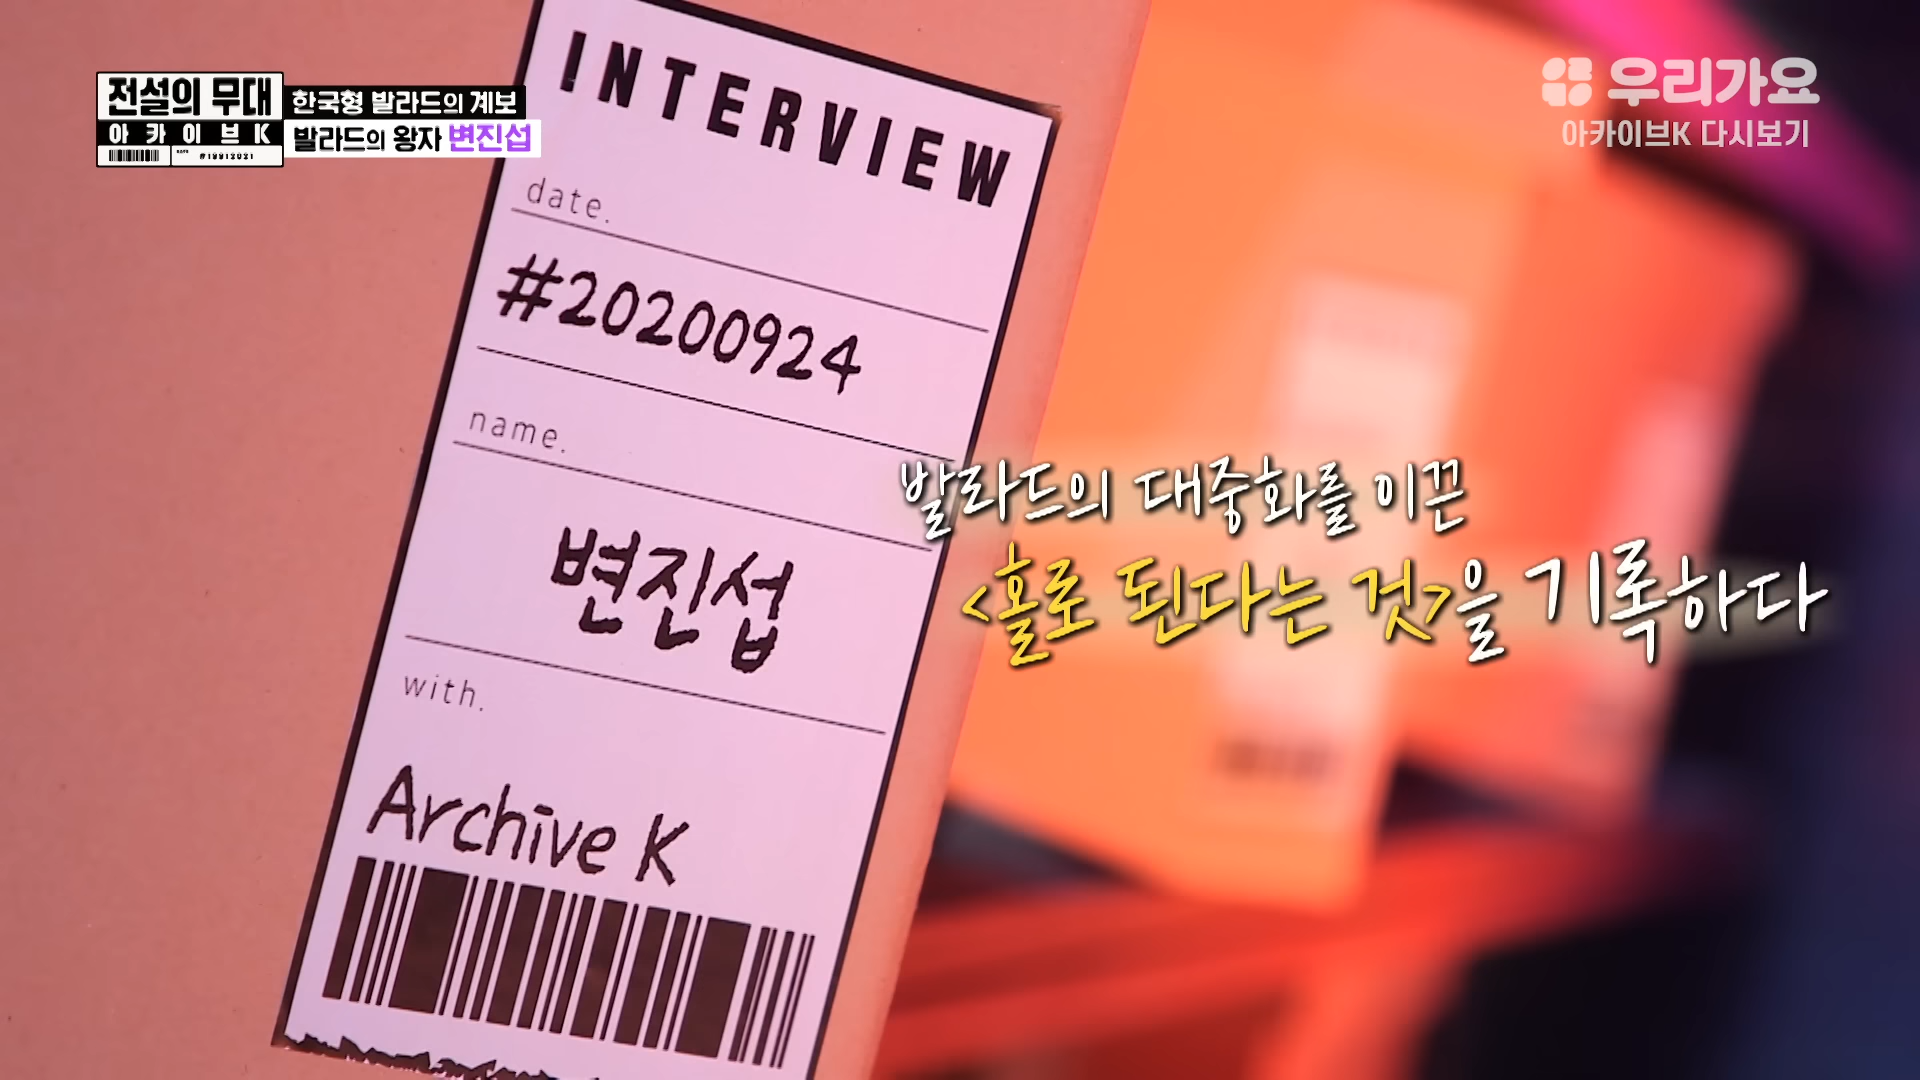 전설의 무대
아카이브K
한국형 발라드의 계보
발라드의 왕자 변진섭
우리가요
아카이브K 다시보기
INTERVIEW
date.
#20200924
name.
변진섭
with.
Archive K
발라드의 대중화를 이끈
<홀로 된다는 것>을 기록하다